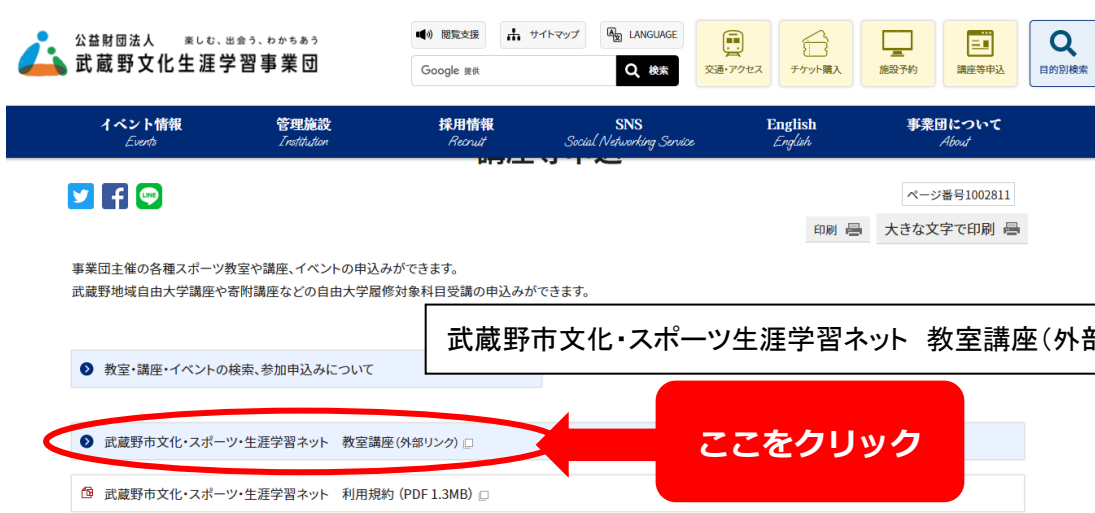 公益財団法人 楽しむ、出会う、わかちあう
武蔵野文化生涯学習事業団
閲覧支援 サイトマップ LANGUAGE
Google 提供 検索
交通・アクセス チケット購入 施設予約 講座等申込 目的別検索
イベント情報 管理施設 採用情報 SNS English 事業団について
Events Institution Recruit Social Networking Service English About
講座等申込
LINE
ページ番号1002811
印刷 大きな文字で印刷
事業団主催の各種スポーツ教室や講座、イベントの申込みができます。
武蔵野地域自由大学講座や寄附講座などの自由大学履修対象科目受講の申込みができます。
武蔵野市文化・スポーツ生涯学習ネット 教室講座(外部
教室・講座・イベントの検索、参加申込みについて
武蔵野市文化・スポーツ・生涯学習ネット 教室講座(外部リンク)
ここをクリック
武蔵野市文化・スポーツ・生涯学習ネット 利用規約 (PDF 1.3MB)